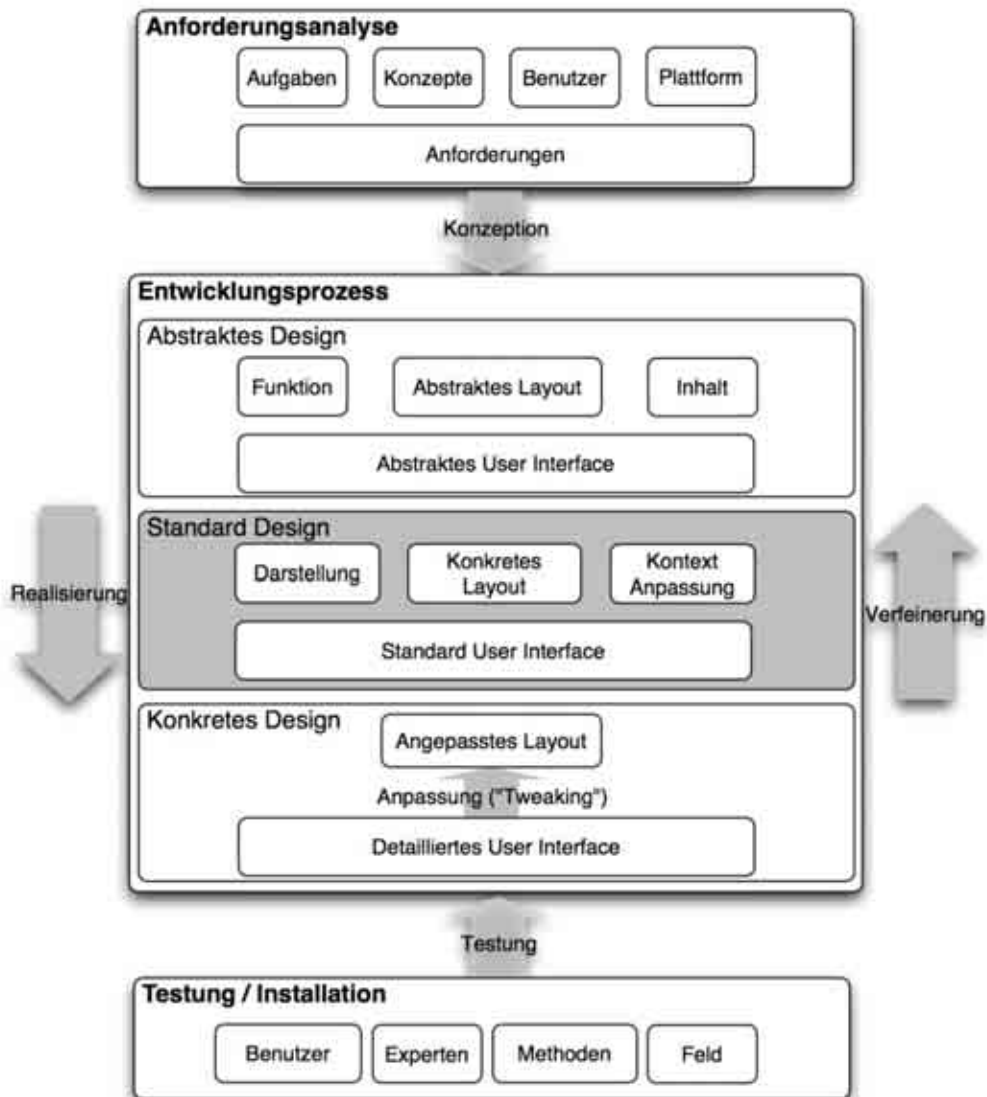 Anforderungsanalyse
Aufgaben
Konzepte
Benutzer
Plattform
Anforderungen
Konzeption
Entwicklungsprozess
Abstraktes Design
Funktion
Abstraktes Layout
Inhalt
Abstraktes User Interface
Standard Design
Darstellung
Konkretes
Layout
Kontext
Anpassung
Realisierung
Verfeinerung
Standard User Interface
Konkretes Design
Angepasstes Layout
Anpassung ("Tweaking")
Detailliertes User Interface
Testung
Testung / Installation
Benutzer
Experten
Methoden
Feld